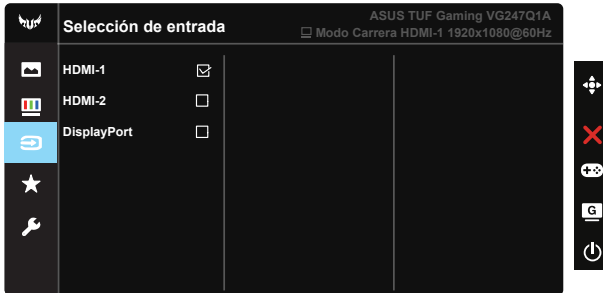 Selección de entrada
ASUS TUF Gaming VG247Q1A
Modo Carrera HDMI-1 1920x1080@60Hz
HDMI-1
HDMI-2
DisplayPort
G